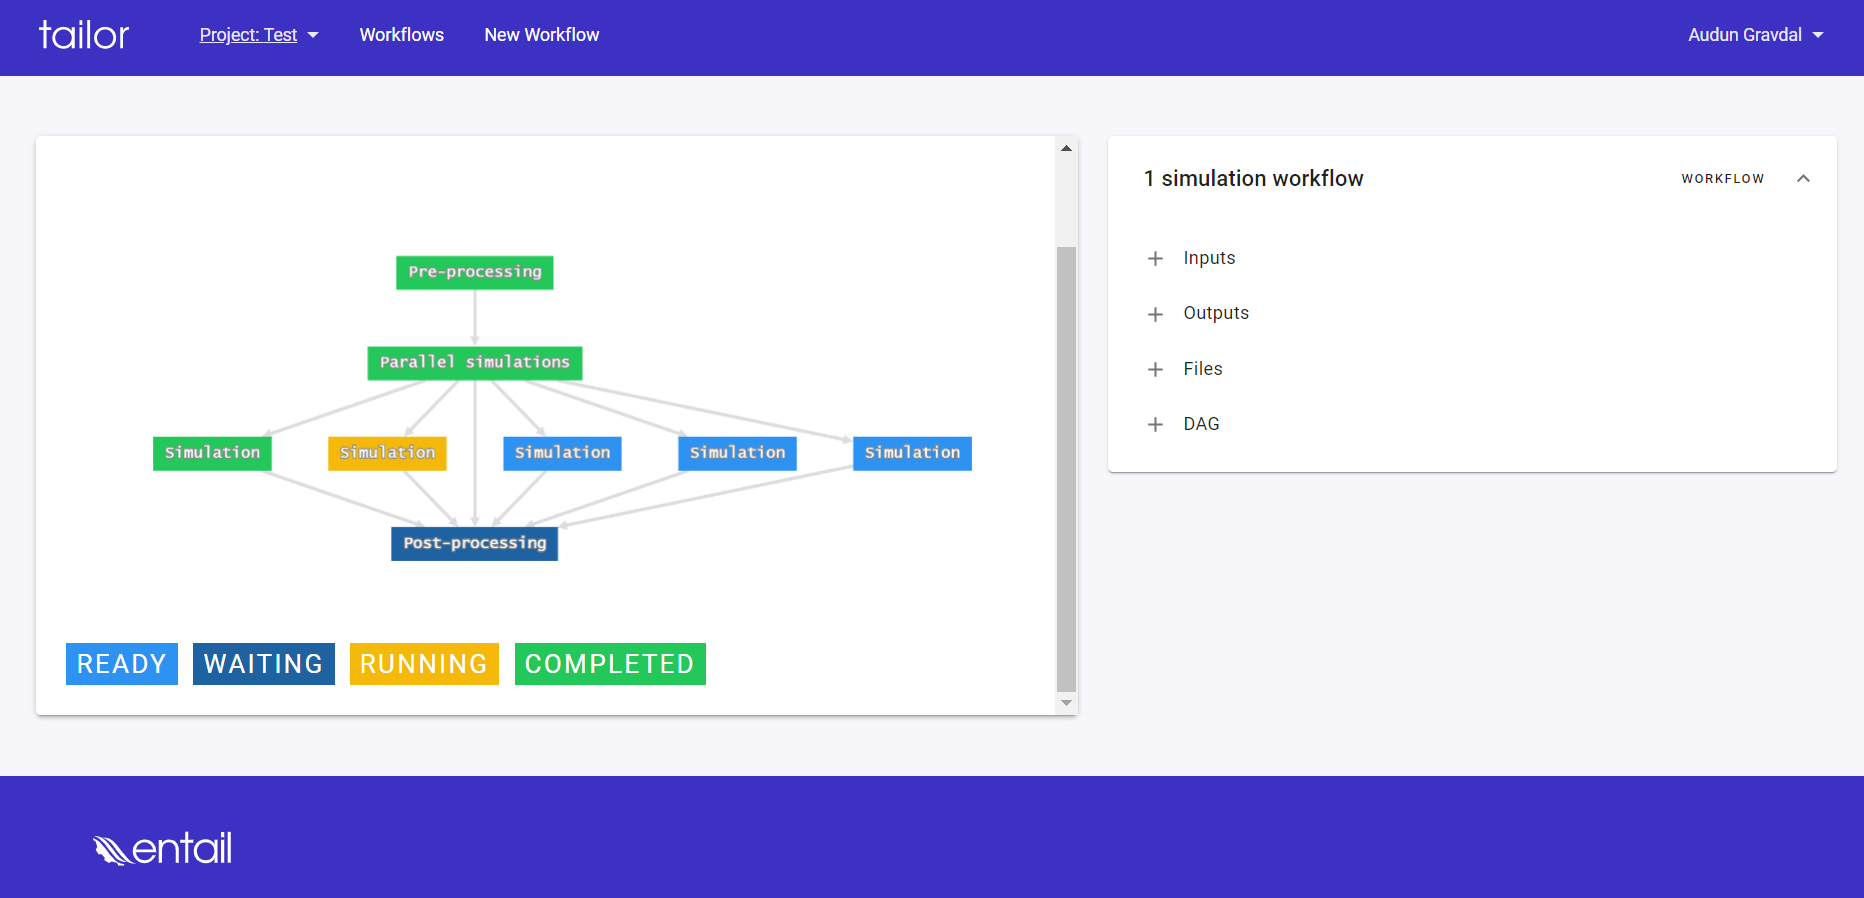 tailor
Project: Test
Workflows
New Workflow
Audun Gravdal
Pre-processing
Parallel simulations
Simulation
Simulation
Simulation
Simulation
Simulation
Post-processing
READY
WAITING
RUNNING
COMPLETED
1 simulation workflow
WORKFLOW
Inputs
Outputs
Files
DAG
entail